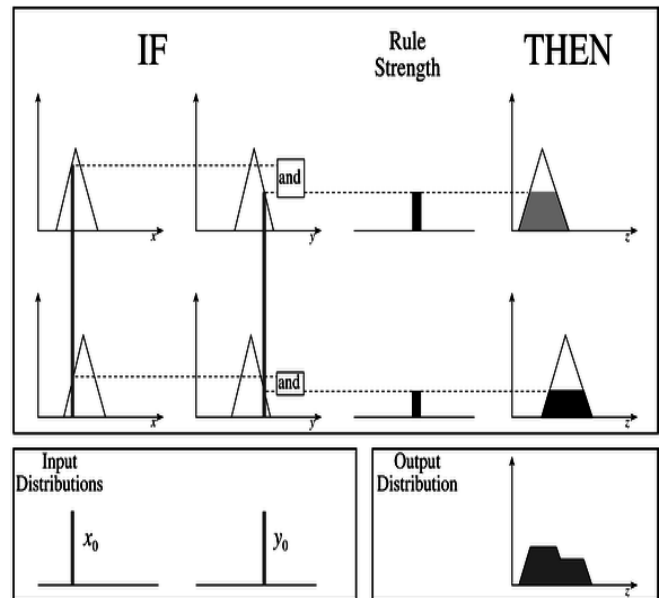 IF
Rule
Strength
THEN
and
x
y
z
and
x
y
z
Input
Distributions
x0
y0
Output
Distribution
z